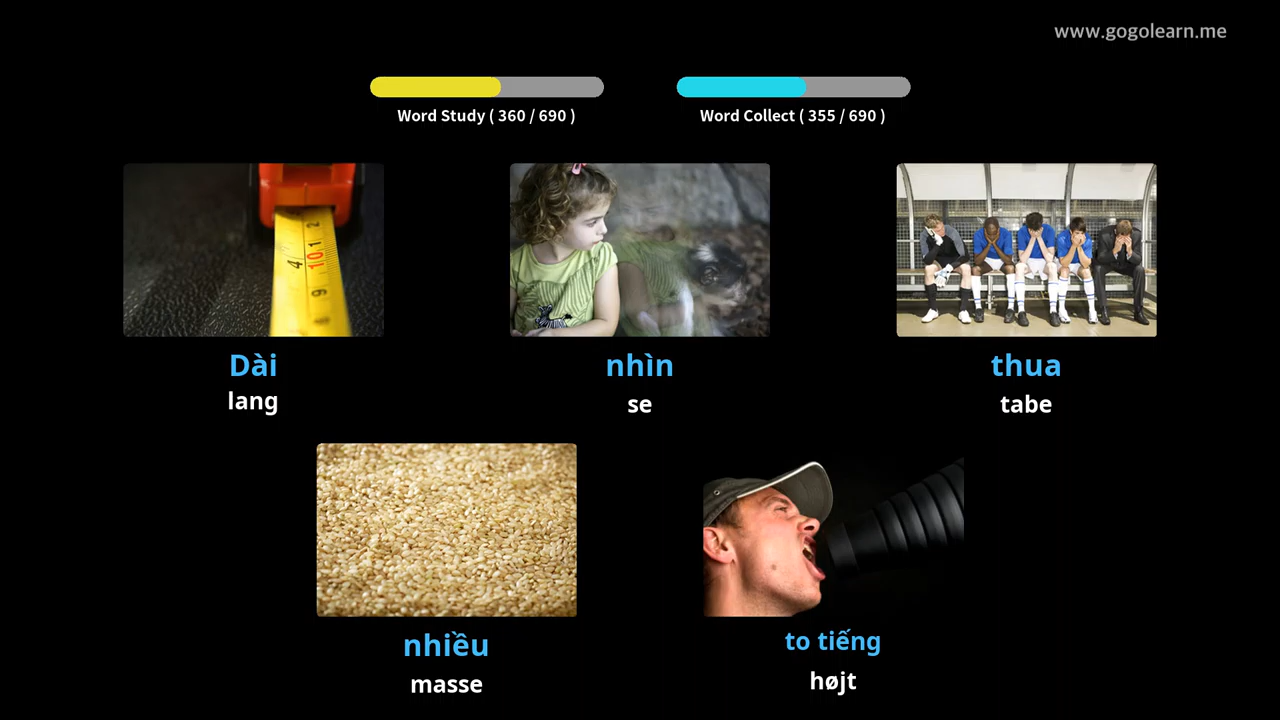 www.gogolearn.me
Word Study ( 360 / 690 )
Word Collect ( 355 / 690 )
Dài
lang
nhìn
se
thua
tabe
nhiều
masse
to tiếng
højt